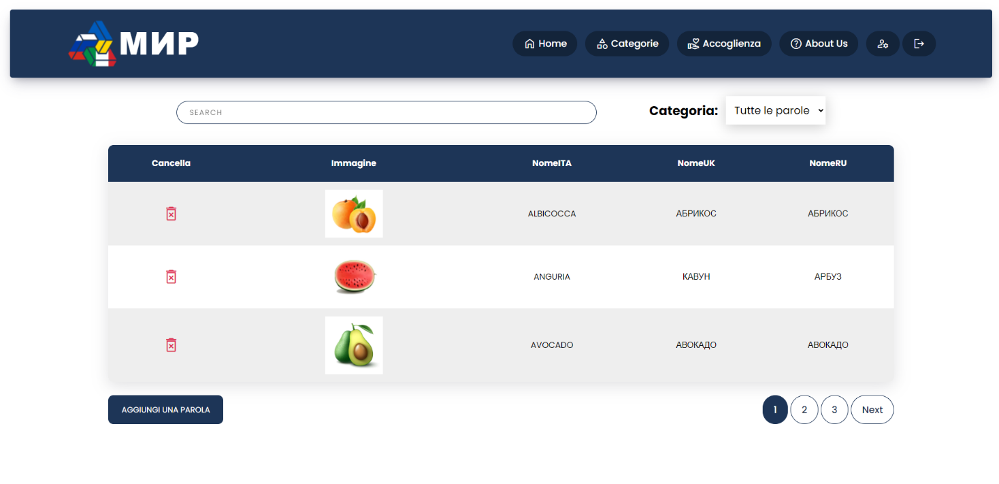 МИР
Home Categorie Accoglienza About Us
SEARCH
Categoria: Tutte le parole
Cancella Immagine NomeITA NomeUK NomeRU
ALBICOCCA АБРИКОС АБРИКОС
ANGURIA КАВУН АРБУЗ
AVOCADO АВОКАДО АВОКАДО
AGGIUNGI UNA PAROLA
1 2 3 Next